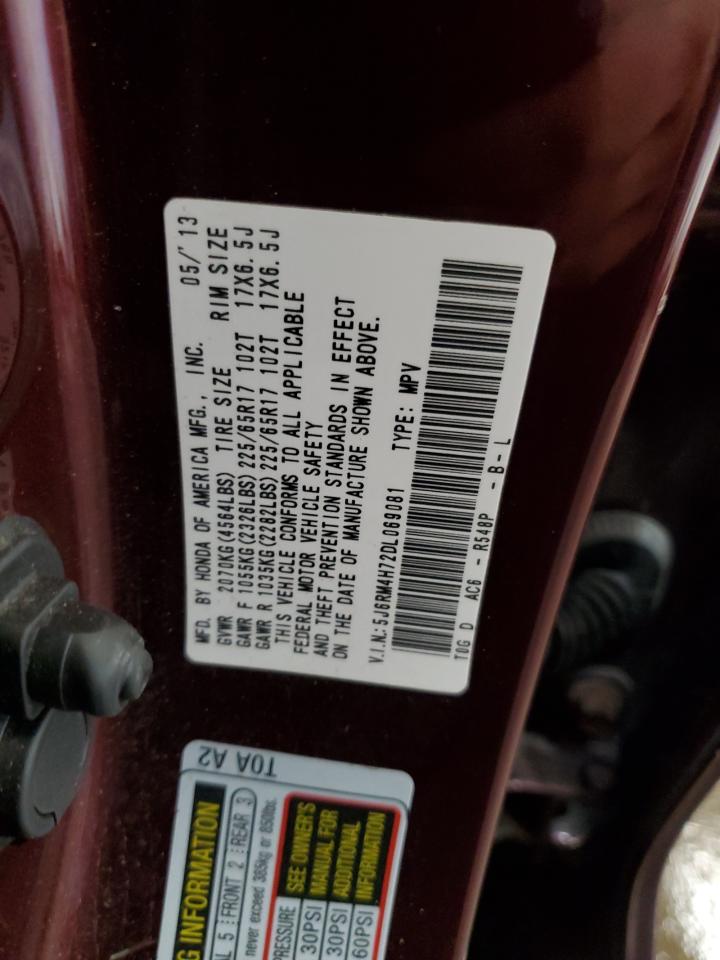 MFD. BY HONDA OF AMERICA MFG., INC. 05/'13
GVWR 2070KG(4564LBS) TIRE SIZE RIM SIZE
GAWR F 1055KG(2326LBS) 225/65R17 102T 17X6.5J
GAWR R 1035KG(2282LBS) 225/65R17 102T 17X6.5J
THIS VEHICLE CONFORMS TO ALL APPLICABLE
FEDERAL MOTOR VEHICLE SAFETY
AND THEFT PREVENTION STANDARDS IN EFFECT
ON THE DATE OF MANUFACTURE SHOWN ABOVE.
V.I.N:5J6RM4H72DL069081 TYPE: MPV
T0G D AC6 - R548P - B - L
T0A A2
INFORMATION
5 FRONT 2 REAR 3
never exceed 385kg or 850lbs.
PRESSURE
30PSI
30PSI
60PSI
SEE OWNER'S
MANUAL FOR
ADDITIONAL
INFORMATION